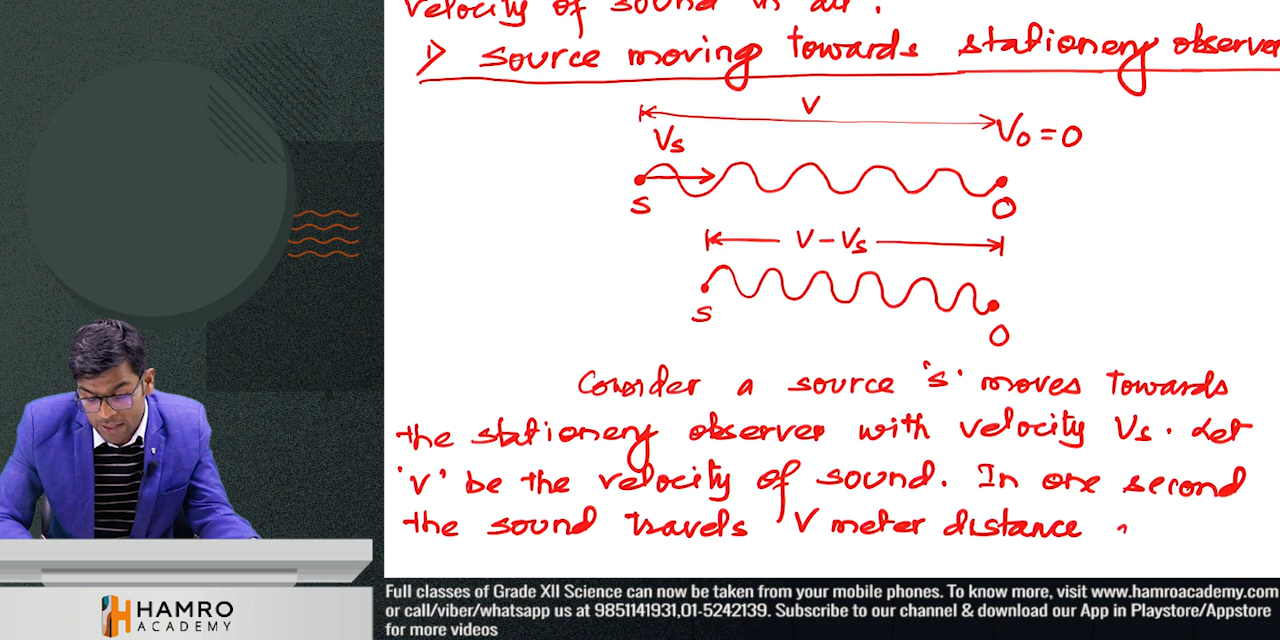 velocity of sound in air.
1) source moving towards stationery observer
V
Vs
Vo = 0
S
O
V - Vs
S
O
Consider a source 's' moves towards
the stationery observer with velocity Vs. Let
'v' be the velocity of sound. In one second
the sound travels 'V meter distance
HAMRO
ACADEMY
Full classes of Grade XII Science can now be taken from your mobile phones. To know more, visit www.hamroacademy.com
or call/viber/whatsapp us at 9851141931,01-5242139. Subscribe to our channel & download our App in Playstore/Appstore
for more videos